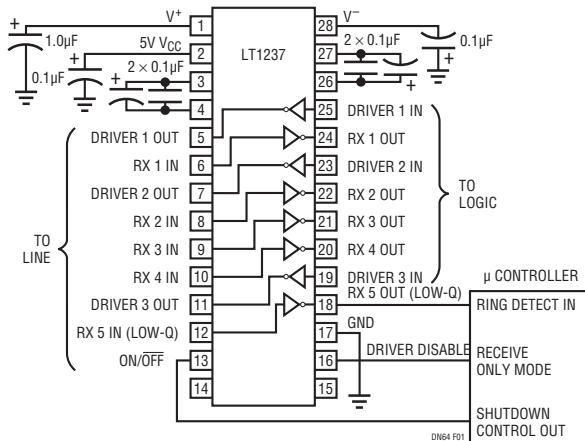 V+
1.0µF
5V VCC
0.1µF
+
2 × 0.1µF
+
+
LT1237
V−
2 × 0.1µF
0.1µF
+
+
1
2
3
4
5
6
7
8
9
10
11
12
13
14
28
27
26
25
24
23
22
21
20
19
18
17
16
15
DRIVER 1 OUT
RX 1 IN
DRIVER 2 OUT
RX 2 IN
RX 3 IN
RX 4 IN
DRIVER 3 OUT
RX 5 IN (LOW-Q)
ON/OFF
TO
LINE
DRIVER 1 IN
RX 1 OUT
DRIVER 2 IN
RX 2 OUT
RX 3 OUT
RX 4 OUT
DRIVER 3 IN
RX 5 OUT (LOW-Q)
GND
DRIVER DISABLE
TO
LOGIC
µ CONTROLLER
RING DETECT IN
RECEIVE
ONLY MODE
SHUTDOWN
CONTROL OUT
DN64 F01